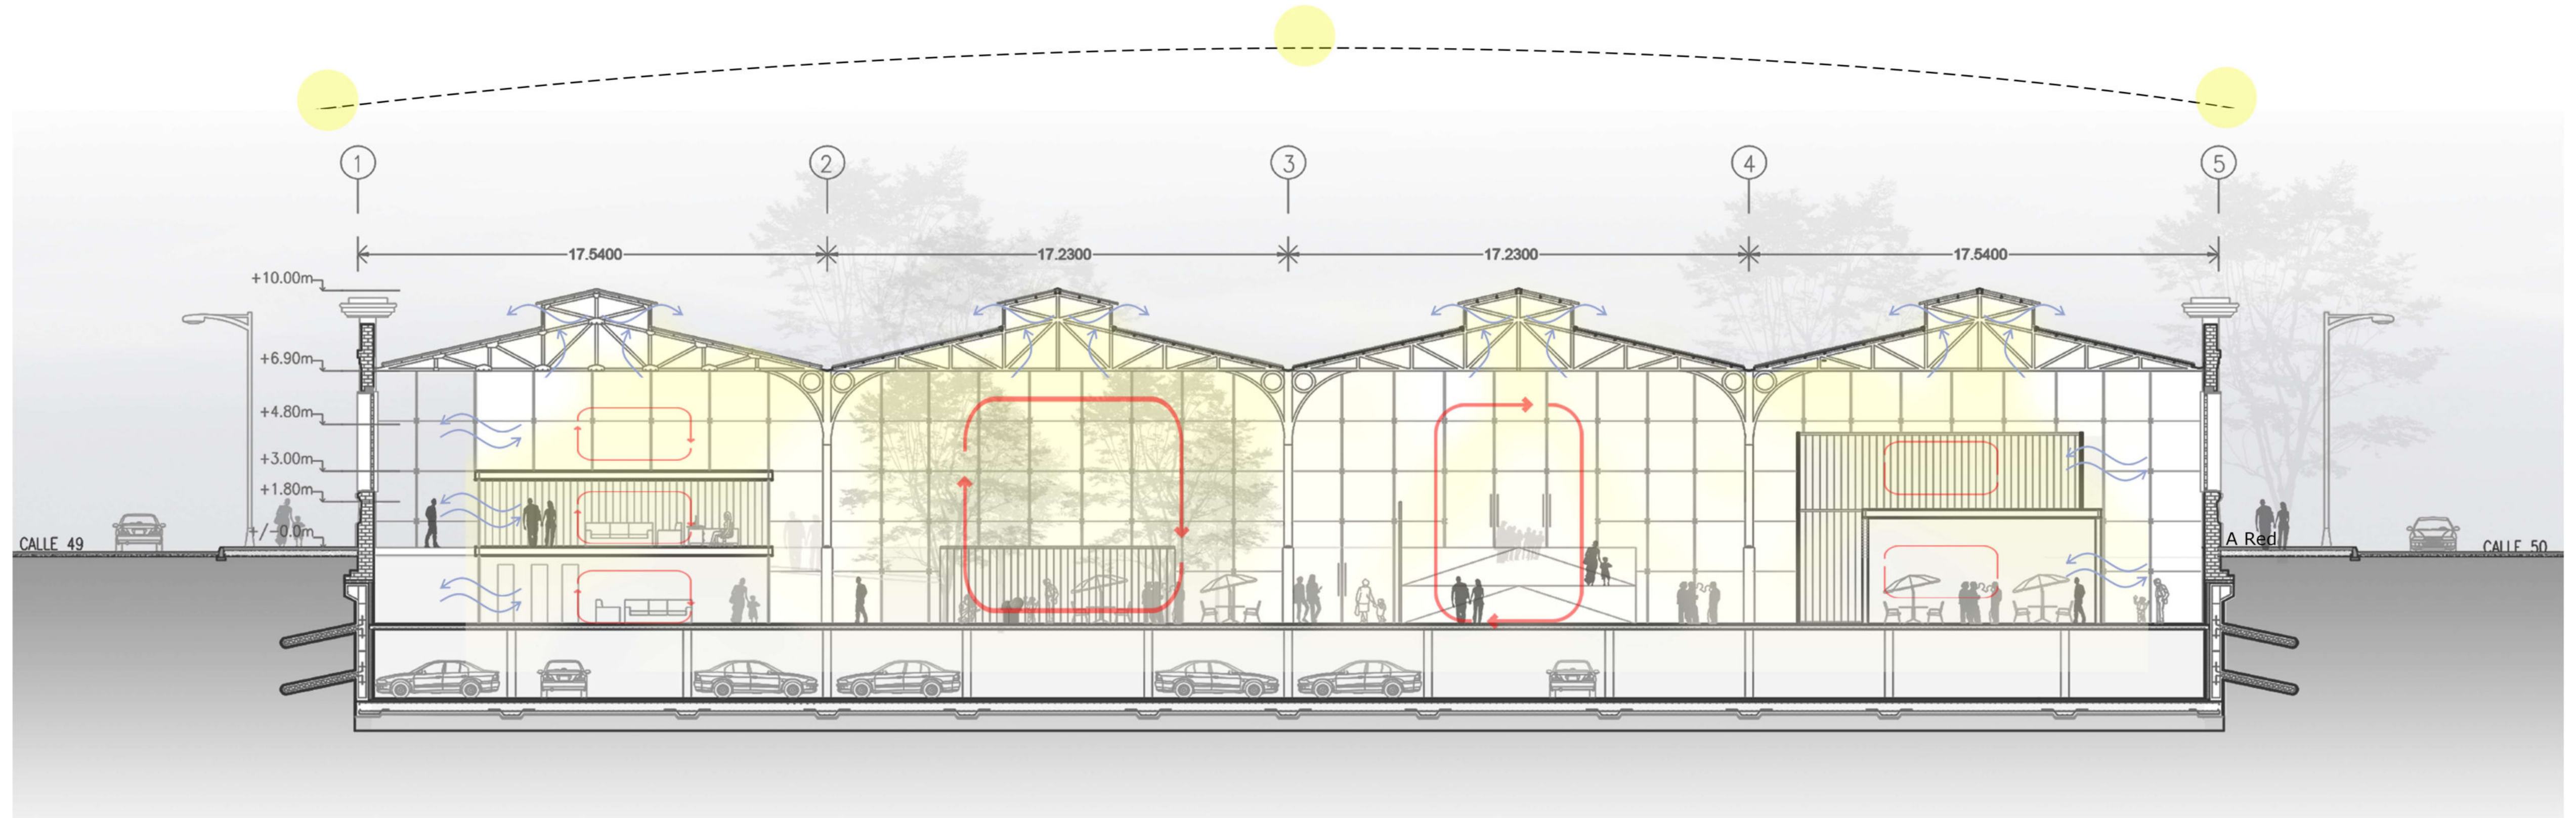 1 2 3 4 5
17.5400 17.2300 17.2300 17.5400
+10.00m
+6.90m
+4.80m
+3.00m
+1.80m
+/-0.0m
CALLE 49
A Red
CALLE 50